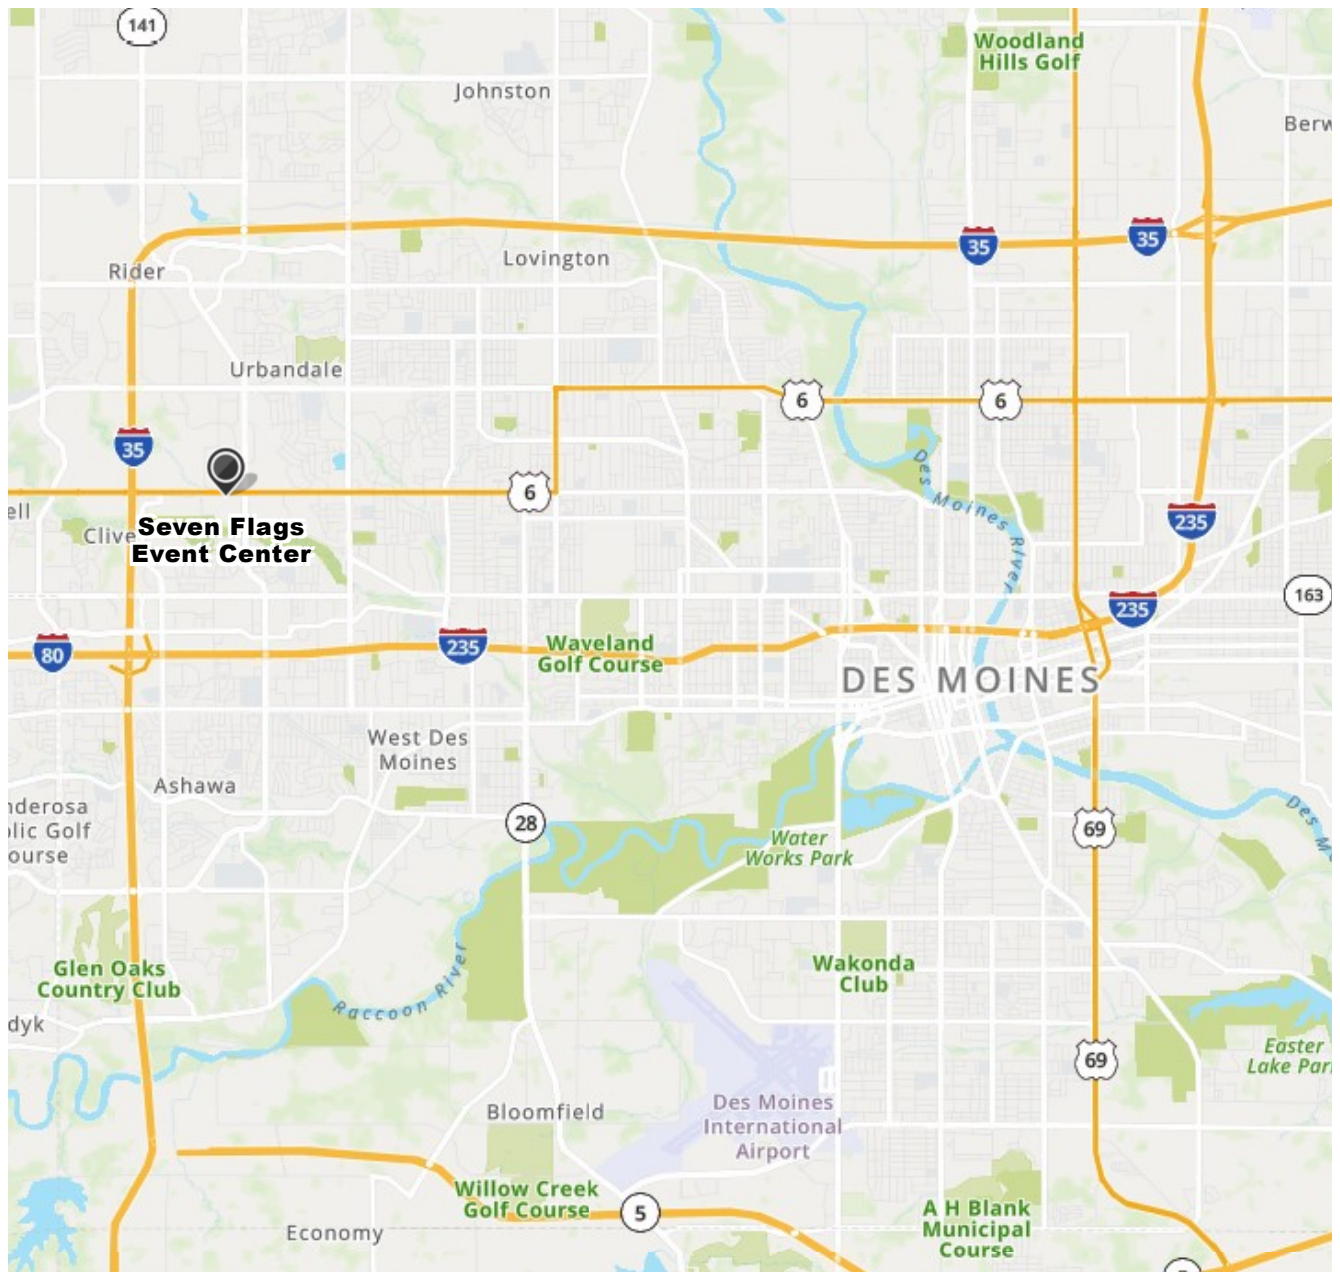 141
Woodland
Hills Golf
Johnston
Berw
35
35
Lovington
Rider
Urbandale
6
6
35
6
Des Moines River
ell
Seven Flags
Event Center
Clive
235
163
235
80
235
Waveland
Golf Course
DES MOINES
West Des
Moines
Ashawa
nderosa
olic Golf
ourse
28
69
Des M
Water
Works Park
Glen Oaks
Country Club
Raccoon River
Wakonda
Club
dyk
69
Easter
Lake Par
Bloomfield
Des Moines
International
Airport
Willow Creek
Golf Course
5
A H Blank
Municipal
Course
Economy